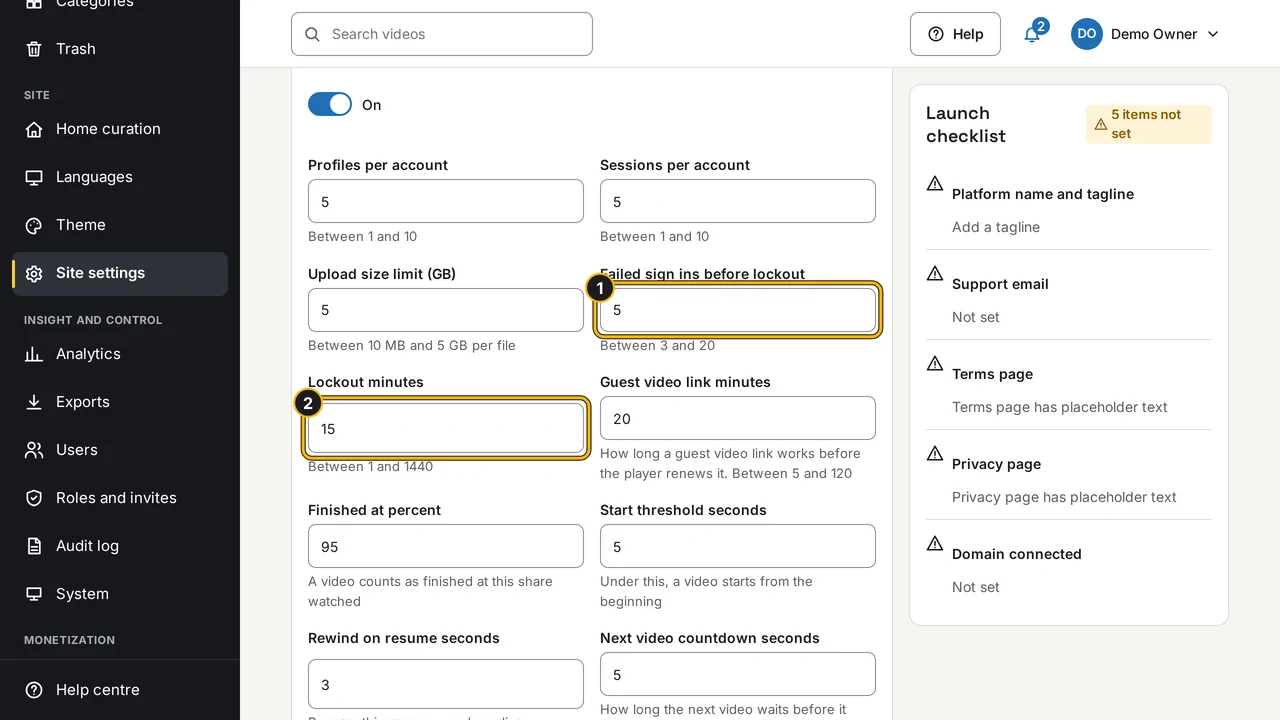 Categories
Trash
SITE
Home curation
Languages
Theme
Site settings
INSIGHT AND CONTROL
Analytics
Exports
Users
Roles and invites
Audit log
System
MONETIZATION
Help centre
Search videos
Help
2
DO
Demo Owner
On
Profiles per account
5
Between 1 and 10
Sessions per account
5
Between 1 and 10
Upload size limit (GB)
5
Between 10 MB and 5 GB per file
Failed sign ins before lockout
1
5
Between 3 and 20
Lockout minutes
2
15
Between 1 and 1440
Guest video link minutes
20
How long a guest video link works before
the player renews it. Between 5 and 120
Finished at percent
95
A video counts as finished at this share
watched
Start threshold seconds
5
Under this, a video starts from the
beginning
Rewind on resume seconds
3
Next video countdown seconds
5
How long the next video waits before it
Launch
checklist
5 items not
set
Platform name and tagline
Add a tagline
Support email
Not set
Terms page
Terms page has placeholder text
Privacy page
Privacy page has placeholder text
Domain connected
Not set